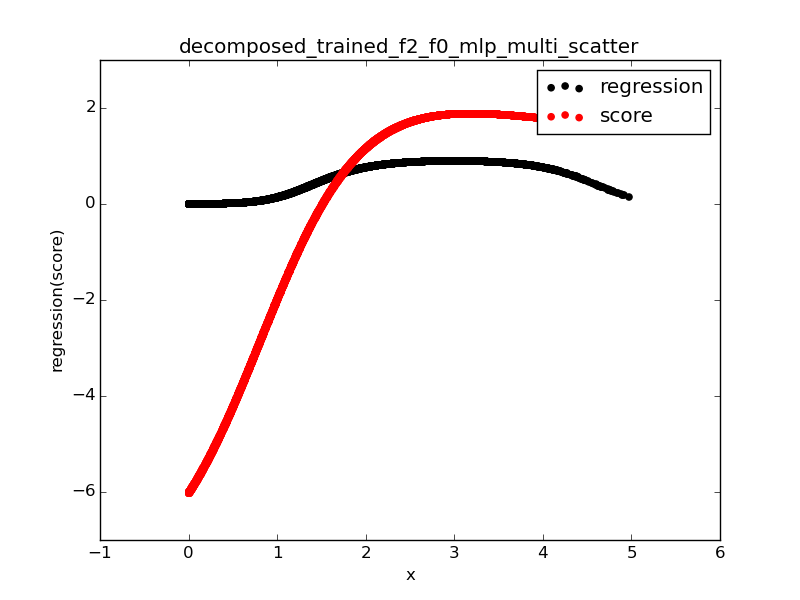 decomposed_trained_f2_f0_mlp_multi_scatter
regression
score
regression(score)
2
0
−2
−4
−6
−1
0
1
2
3
4
5
6
x